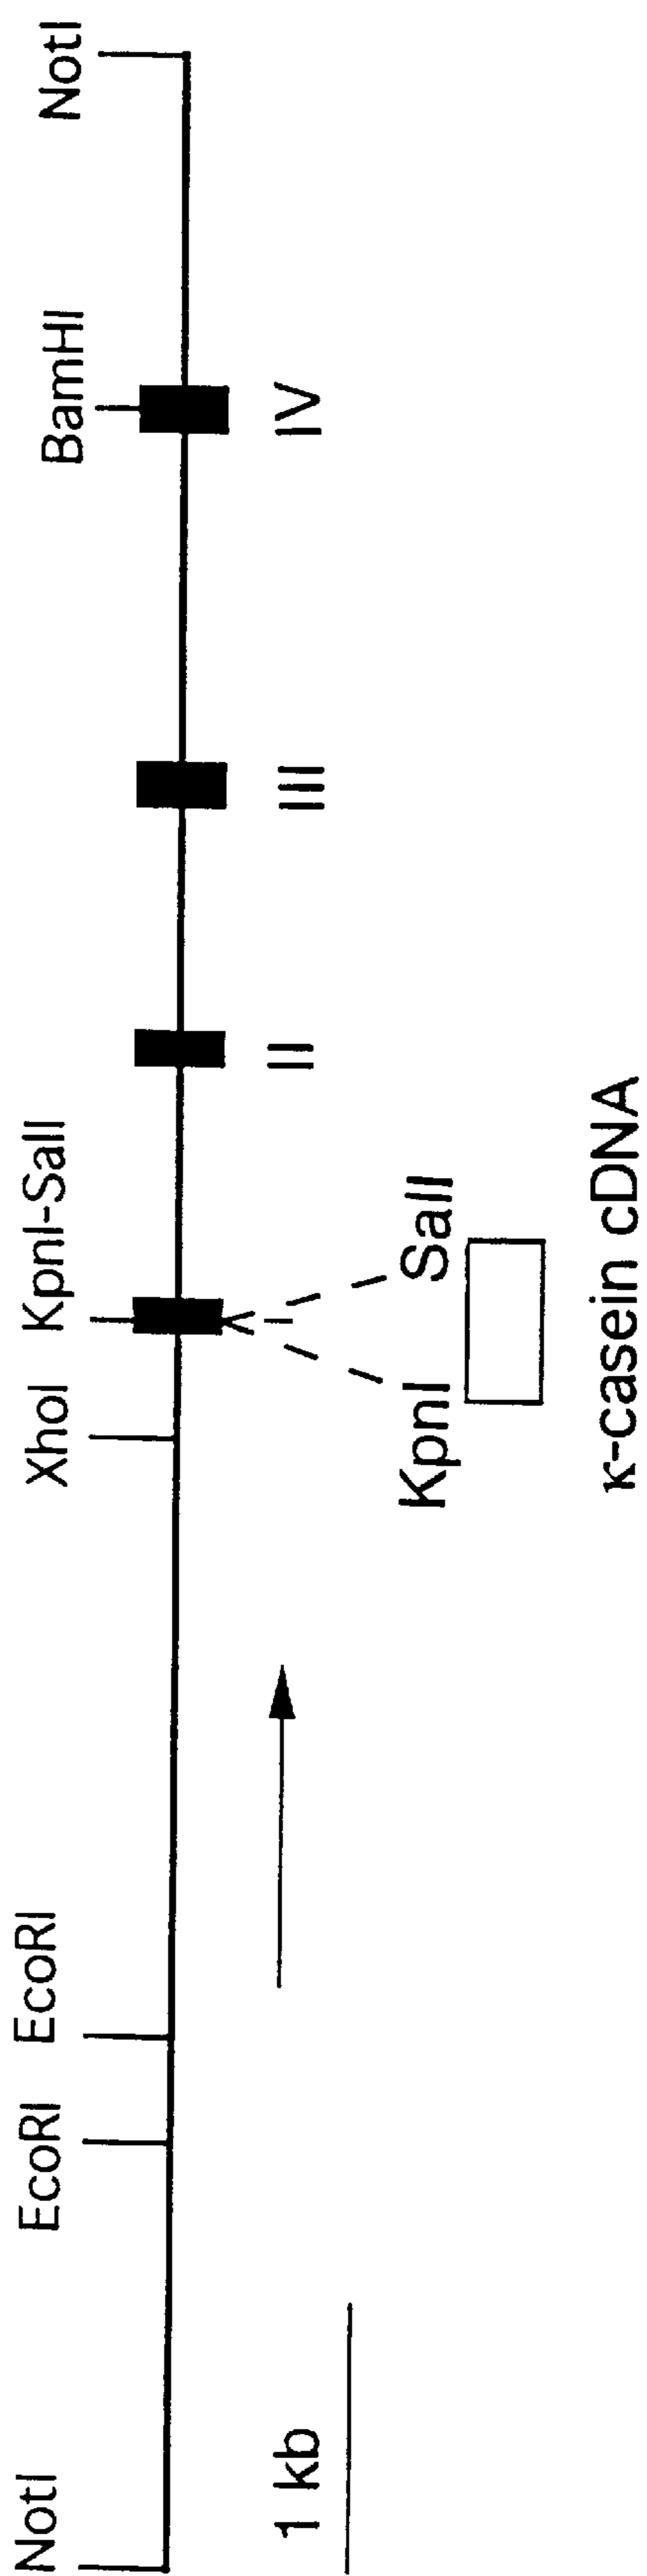 NotI
EcoRI
EcoRI
XhoI
KpnI-SalI
BamHI
NotI
II
III
IV
1 kb
KpnI
SalI
κ-casein cDNA